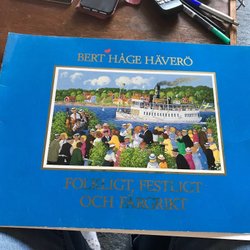 BERT HÅGE HÄVERÖ
FOLKLIGT, FESTLIGT
OCH FÄRGRIKT